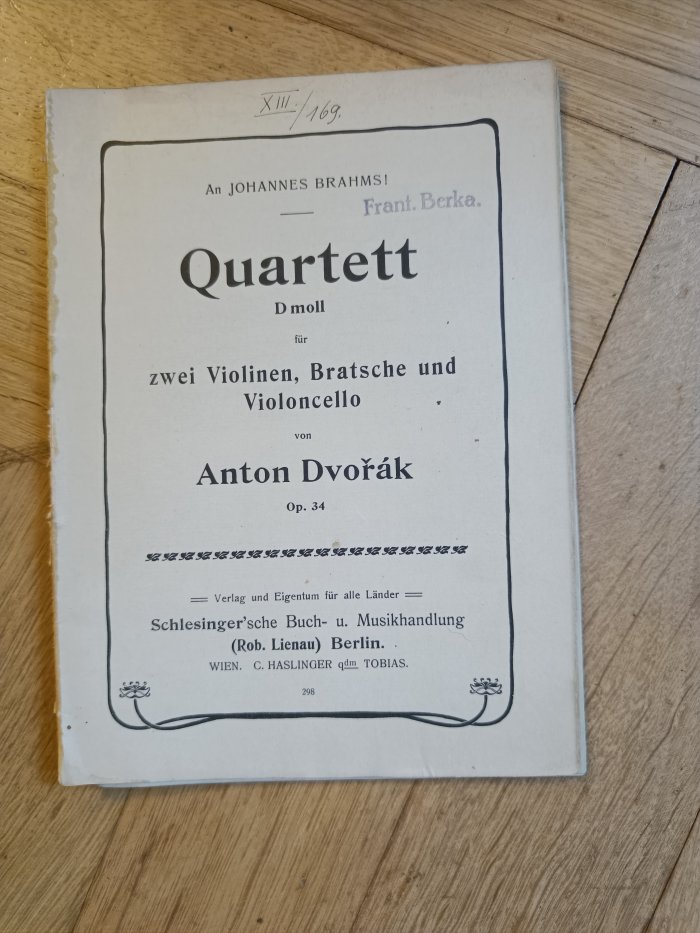 XIII./169.
An JOHANNES BRAHMS!
Frant. Berka.
Quartett
D moll
für
zwei Violinen, Bratsche und
Violoncello
von
Anton Dvořák
Op. 34
Verlag und Eigentum für alle Länder
Schlesinger'sche Buch- u. Musikhandlung
(Rob. Lienau) Berlin.
WIEN. C. HASLINGER qdm TOBIAS.
298